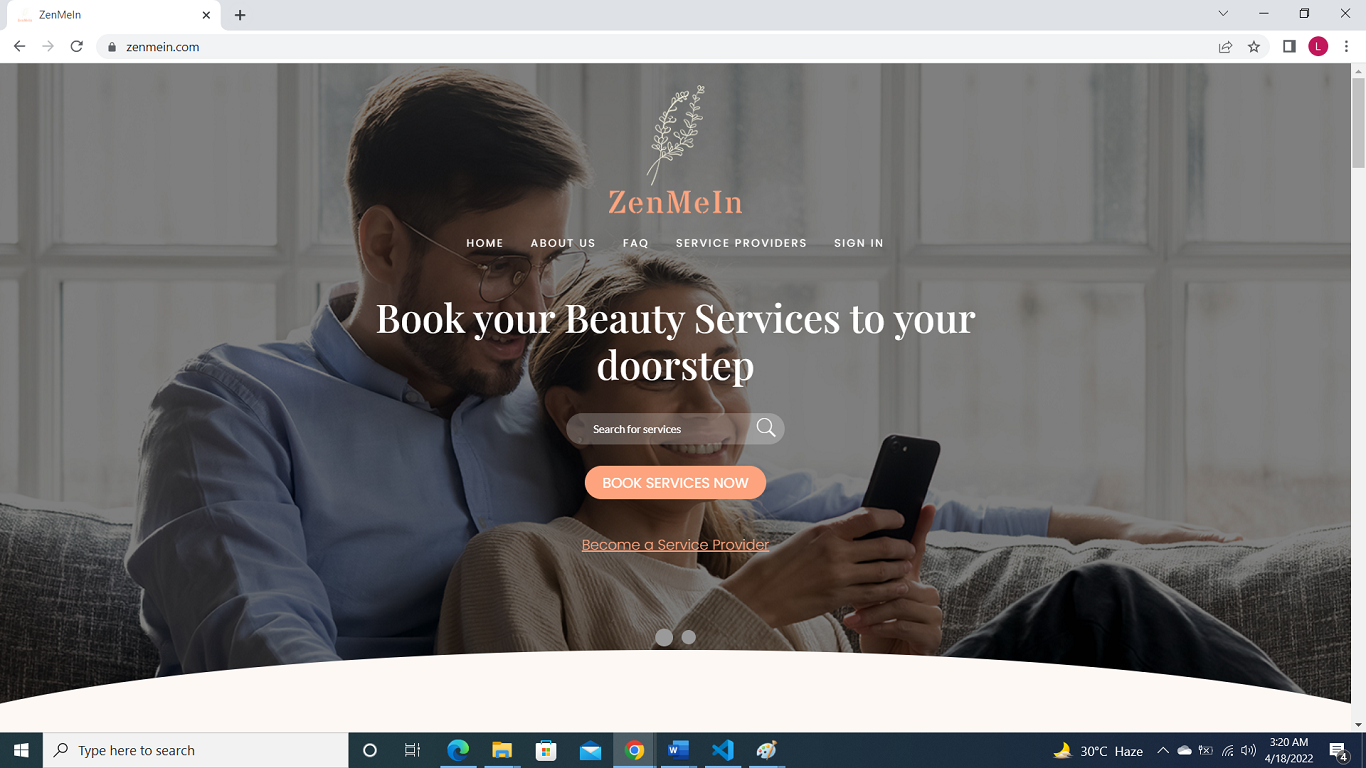 ZenMeIn
zenmein.com
L
ZenMeIn
HOME ABOUT US FAQ SERVICE PROVIDERS SIGN IN
Book your Beauty Services to your
doorstep
Search for services
BOOK SERVICES NOW
Become a Service Provider
Type here to search
W
30°C Haze
3:20 AM
4/18/2022
4